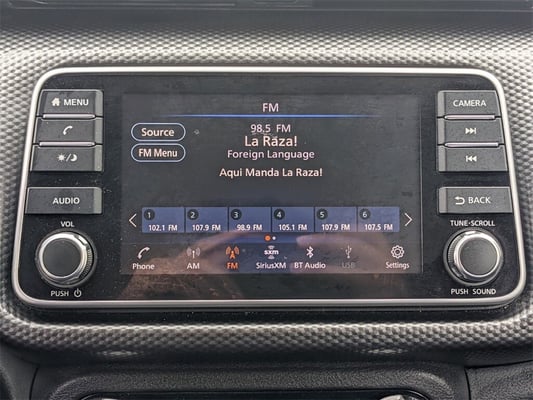 MENU
AUDIO
VOL
PUSH
FM
Source
FM Menu
98.5 FM
La Raza!
Foreign Language
Aqui Manda La Raza!
1 2 3 4 5 6
102.1 FM 107.9 FM 98.9 FM 105.1 FM 107.9 FM 107.5 FM
Phone AM FM SiriusXM BT Audio USB Settings
sxm
CAMERA
BACK
TUNE·SCROLL
PUSH SOUND